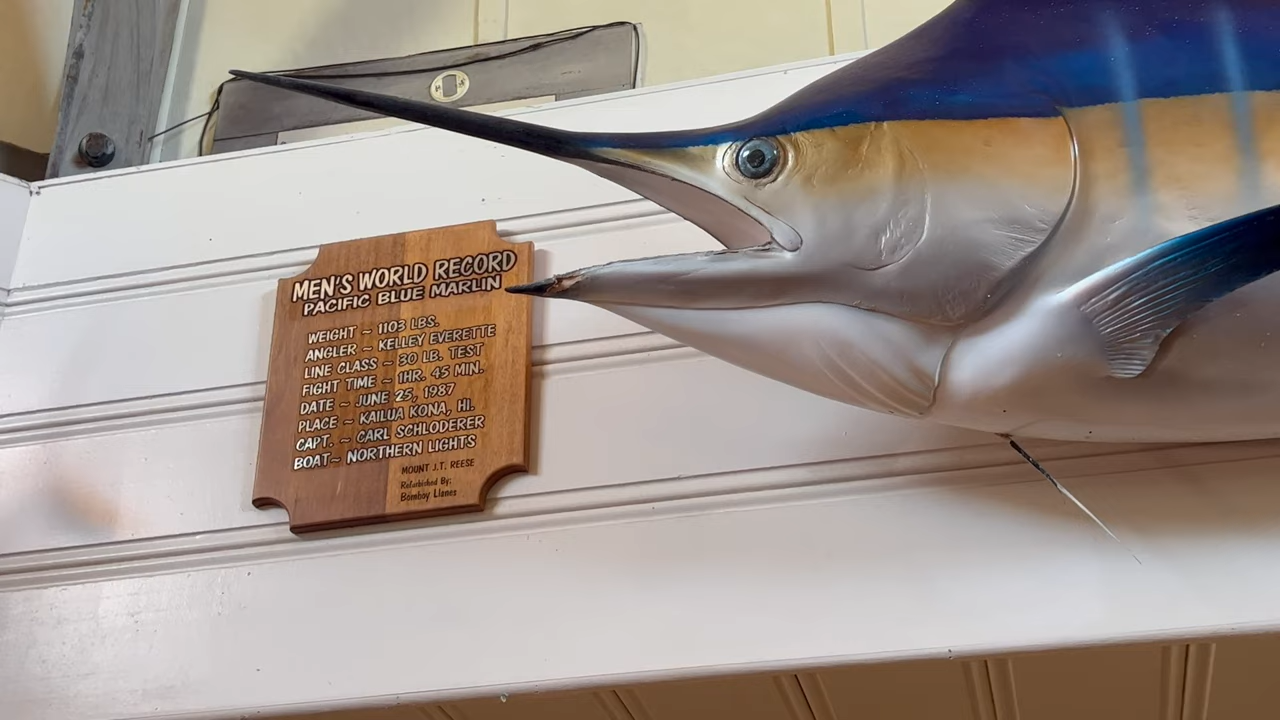 MEN'S WORLD RECORD
PACIFIC BLUE MARLIN
WEIGHT ~ 1103 LBS.
ANGLER ~ KELLEY EVERETTE
LINE CLASS ~ 30 LB. TEST
FIGHT TIME ~ 1HR. 45 MIN.
DATE ~ JUNE 25, 1987
PLACE ~ KAILUA KONA, HI.
CAPT. ~ CARL SCHLODERER
BOAT~ NORTHERN LIGHTS
MOUNT J.T. REESE
Refurbished By:
Bomboy Llanes